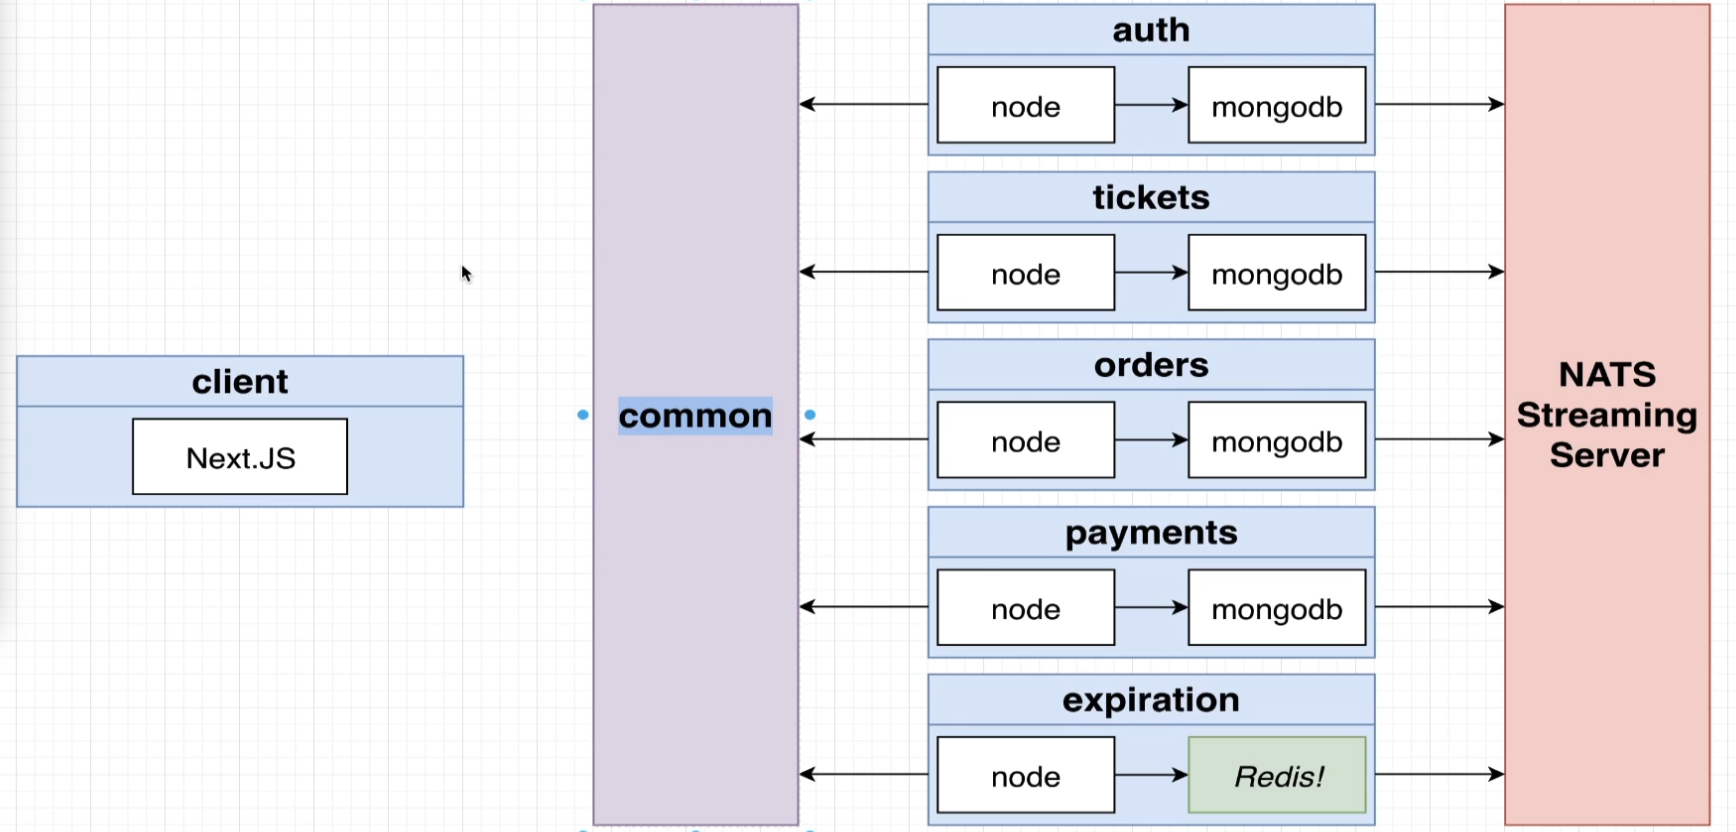 client
Next.JS
common
auth
node
mongodb
tickets
node
mongodb
orders
node
mongodb
payments
node
mongodb
expiration
node
Redis!
NATS
Streaming
Server